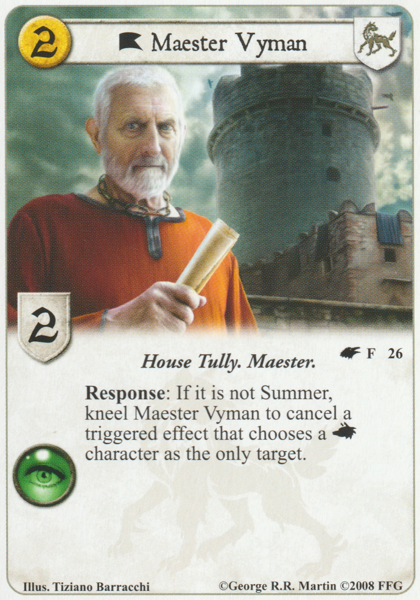 2
Maester Vyman
2
House Tully. Maester.
F 26
Response: If it is not Summer,
kneel Maester Vyman to cancel a
triggered effect that chooses a
character as the only target.
Illus. Tiziano Barracchi
©George R.R. Martin ©2008 FFG